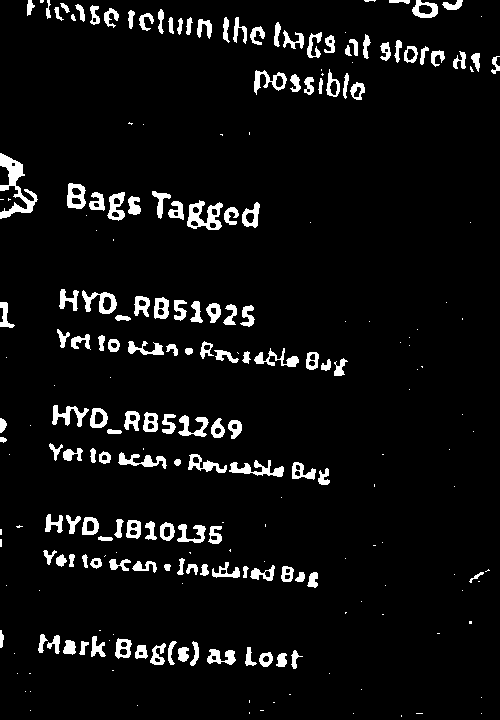 Please return the bags at store as
possible
Bags Tagged
1 HYD_RB51925
Yet to scan • Reusable Bag
2 HYD_RB51269
Yet to scan • Reusable Bag
HYD_IB10135
Yet to scan • Insulated Bag
Mark Bag(s) as Lost